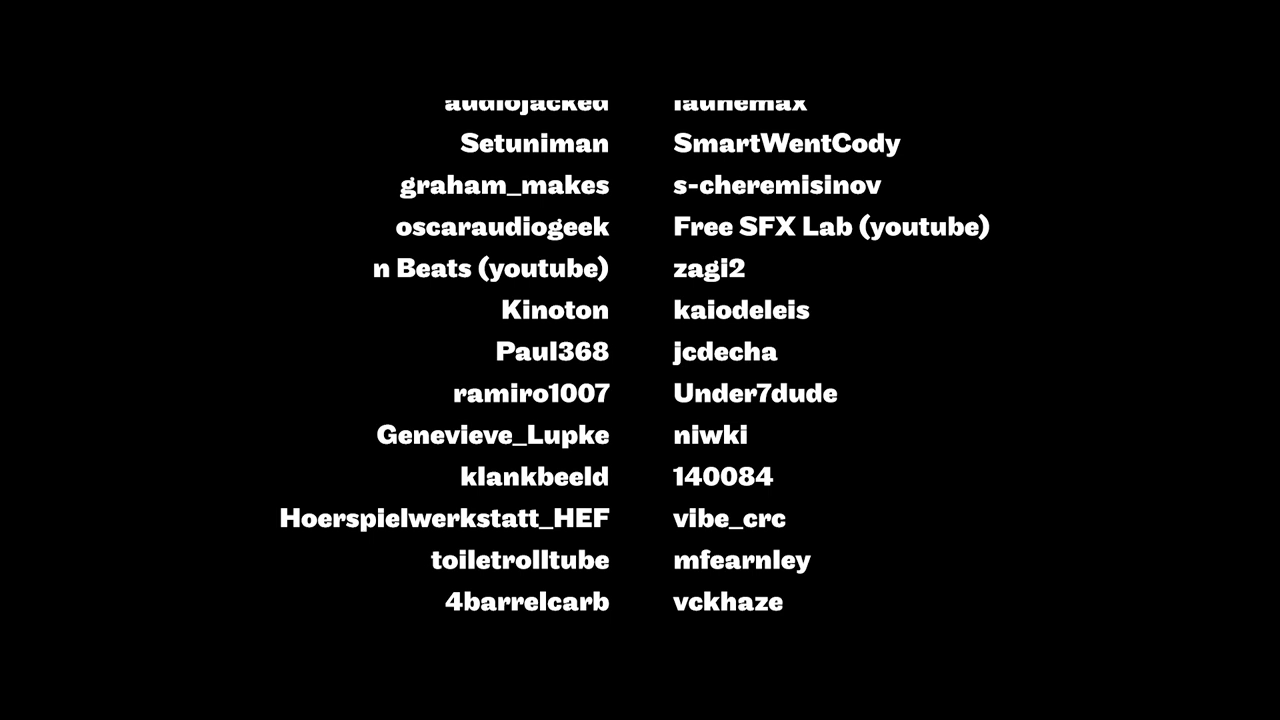 audiojacked
Setuniman SmartWentCody
graham_makes s-cheremisinov
oscaraudiogeek Free SFX Lab (youtube)
n Beats (youtube) zagi2
Kinoton kaiodeleis
Paul368 jcdecha
ramiro1007 Under7dude
Genevieve_Lupke niwki
klankbeeld 140084
Hoerspielwerkstatt_HEF vibe_crc
toiletrolltube mfearnley
4barrelcarb vckhaze